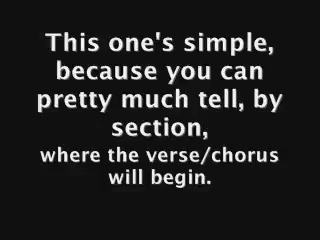 This one's simple,
because you can
pretty much tell, by
section,
where the verse/chorus
will begin.